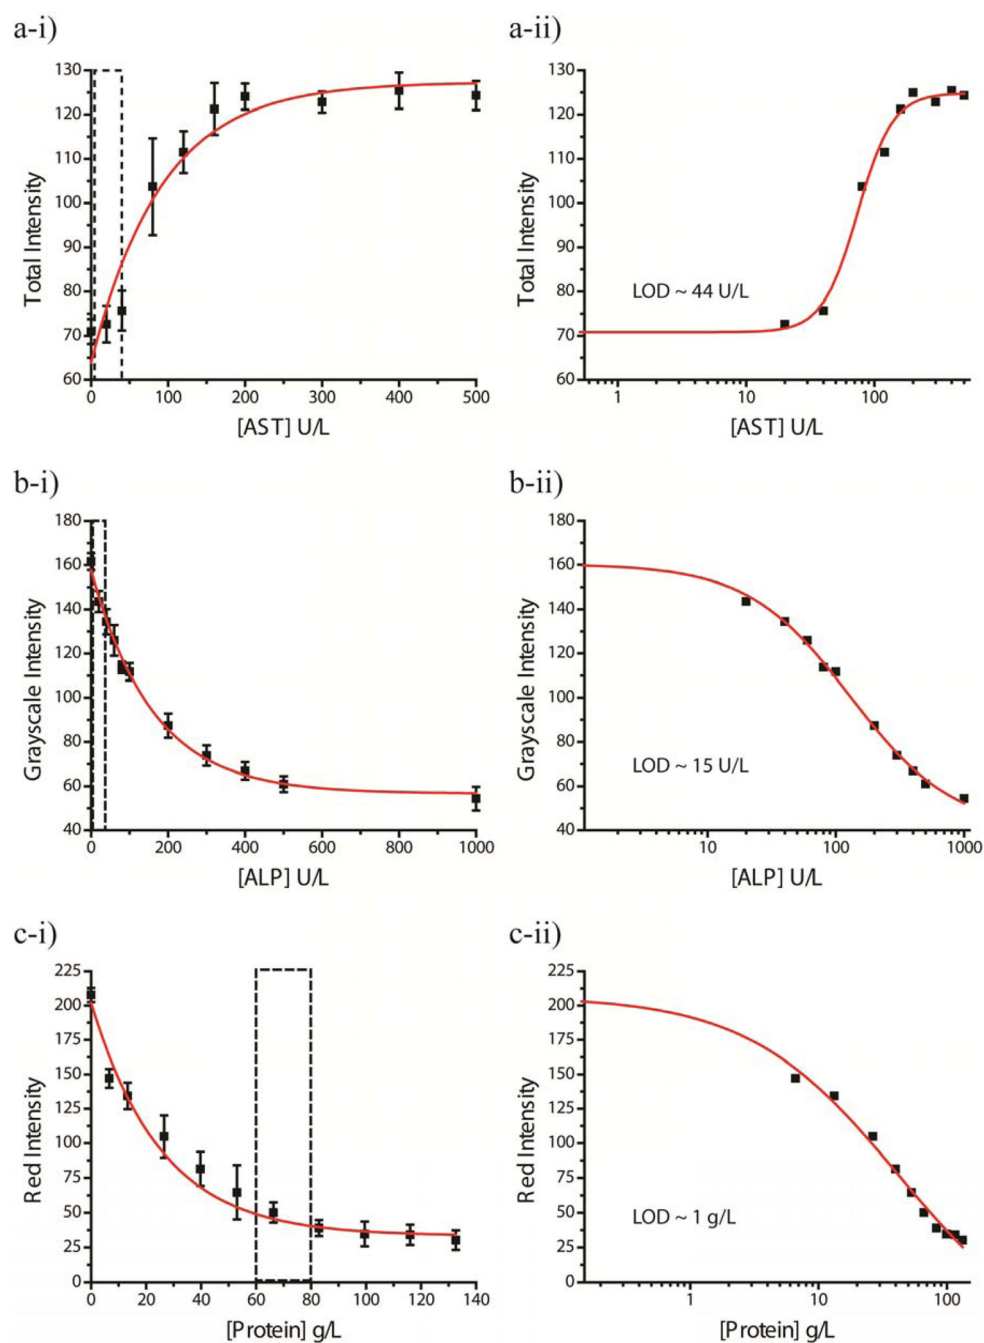 a-i)
a-ii)
130
120
110
100
90
80
70
60
Total Intensity
0 100 200 300 400 500
[AST] U/L
130
120
110
100
90
80
70
60
Total Intensity
LOD ~ 44 U/L
1 10 100
[AST] U/L
b-i)
b-ii)
180
160
140
120
100
80
60
40
Grayscale Intensity
0 200 400 600 800 1000
[ALP] U/L
180
160
140
120
100
80
60
40
Grayscale Intensity
LOD ~ 15 U/L
10 100 1000
[ALP] U/L
c-i)
c-ii)
225
200
175
150
125
100
75
50
25
0
Red Intensity
0 20 40 60 80 100 120 140
[Protein] g/L
225
200
175
150
125
100
75
50
25
0
Red Intensity
LOD ~ 1 g/L
1 10 100
[Protein] g/L